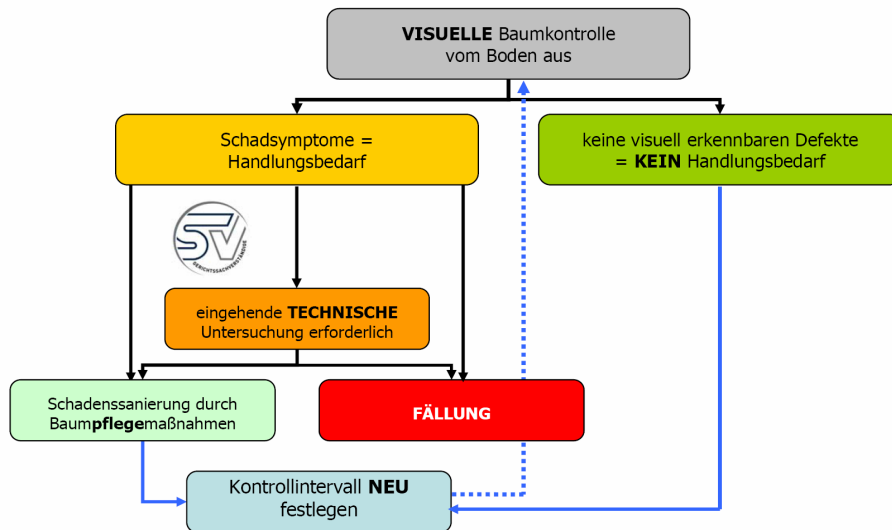 VISUELLE Baumkontrolle
vom Boden aus
Schadsymptome =
Handlungsbedarf
keine visuell erkennbaren Defekte
= KEIN Handlungsbedarf
SV
GERICHTSSACHVERSTÄNDIGE
eingehende TECHNISCHE
Untersuchung erforderlich
Schadenssanierung durch
Baumpflegemaßnahmen
FÄLLUNG
Kontrollintervall NEU
festlegen